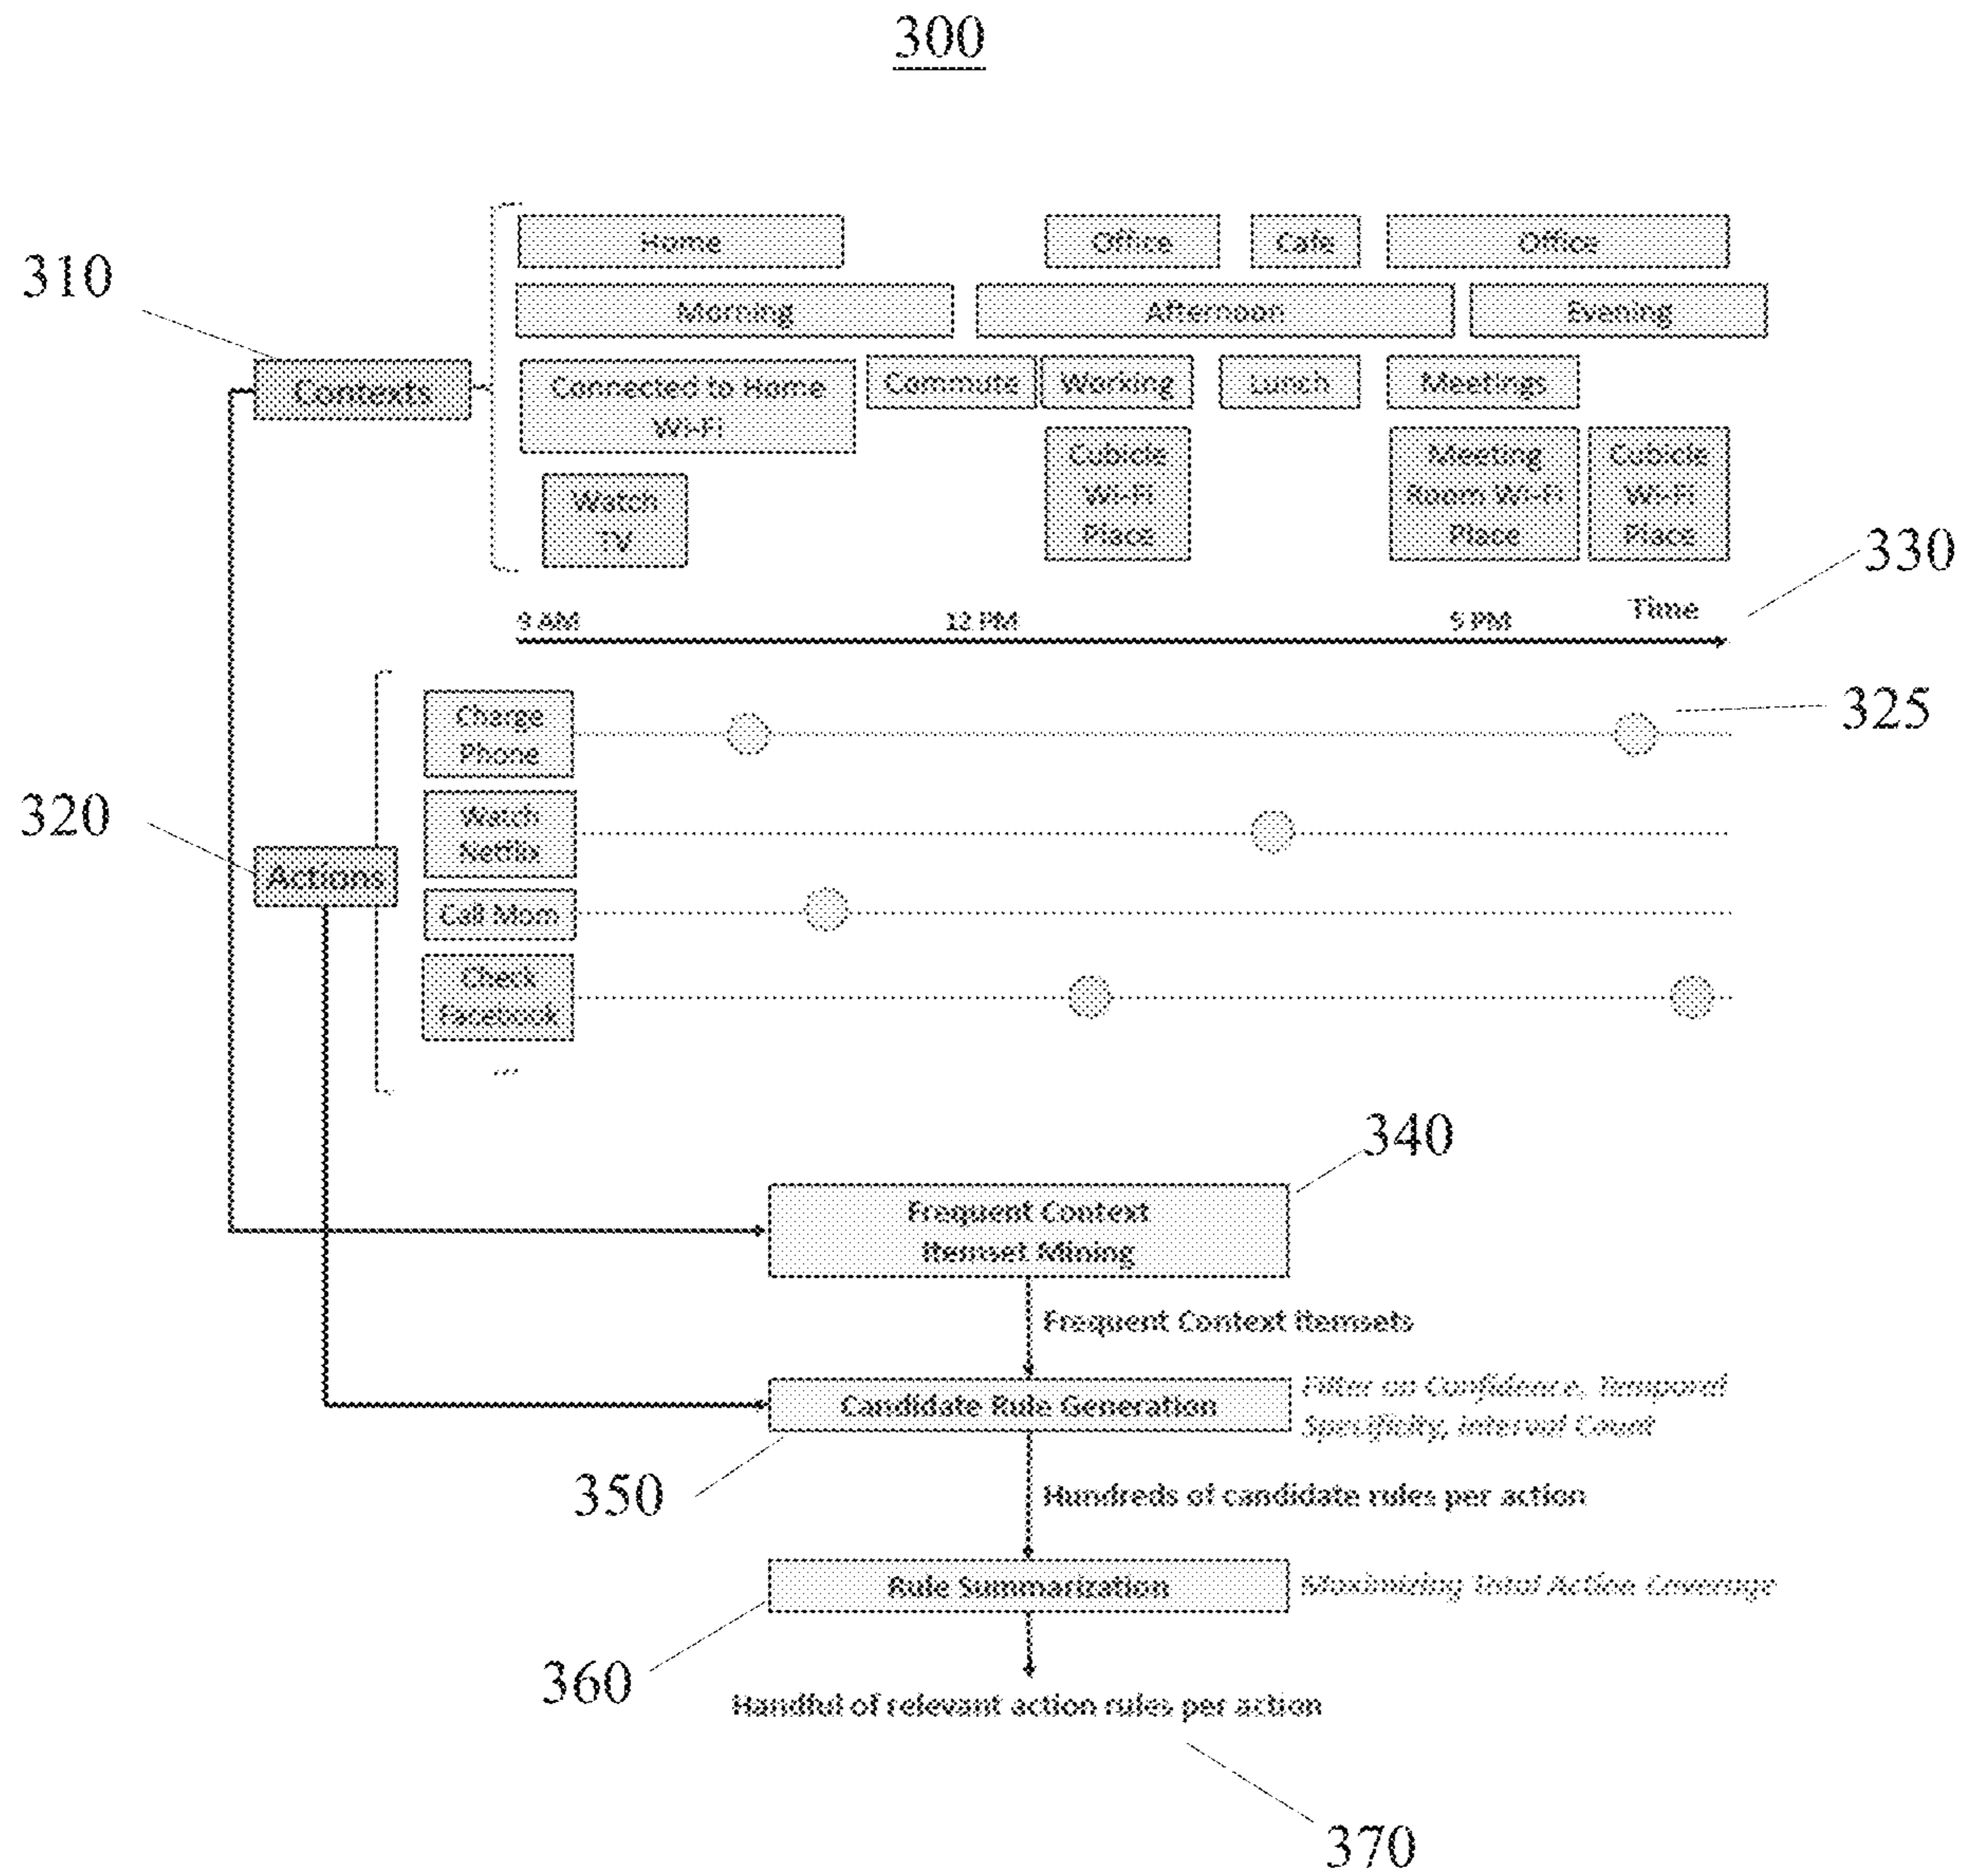 300
Home Office Cafe Office
310
Morning Afternoon Evening
Contexts
Connected to Home
Wi-Fi
Commute Working Lunch Meetings
Watch
TV
Cubicle
Wi-Fi
Place
Meeting
Room Wi-Fi
Place
Cubicle
Wi-Fi
Place
330
9 AM 12 PM 5 PM Time
Charge
Phone
325
320
Watch
Netflix
Actions
Call Mom
Check
Facebook
...
340
Frequent Context
Itemset Mining
Frequent Context Itemsets
Candidate Rule Generation
Filter on Confidence, Temporal
Specificity, Interval Count
350
Hundreds of candidate rules per action
Rule Summarization
Maximizing Total Action Coverage
360
Handful of relevant action rules per action
370